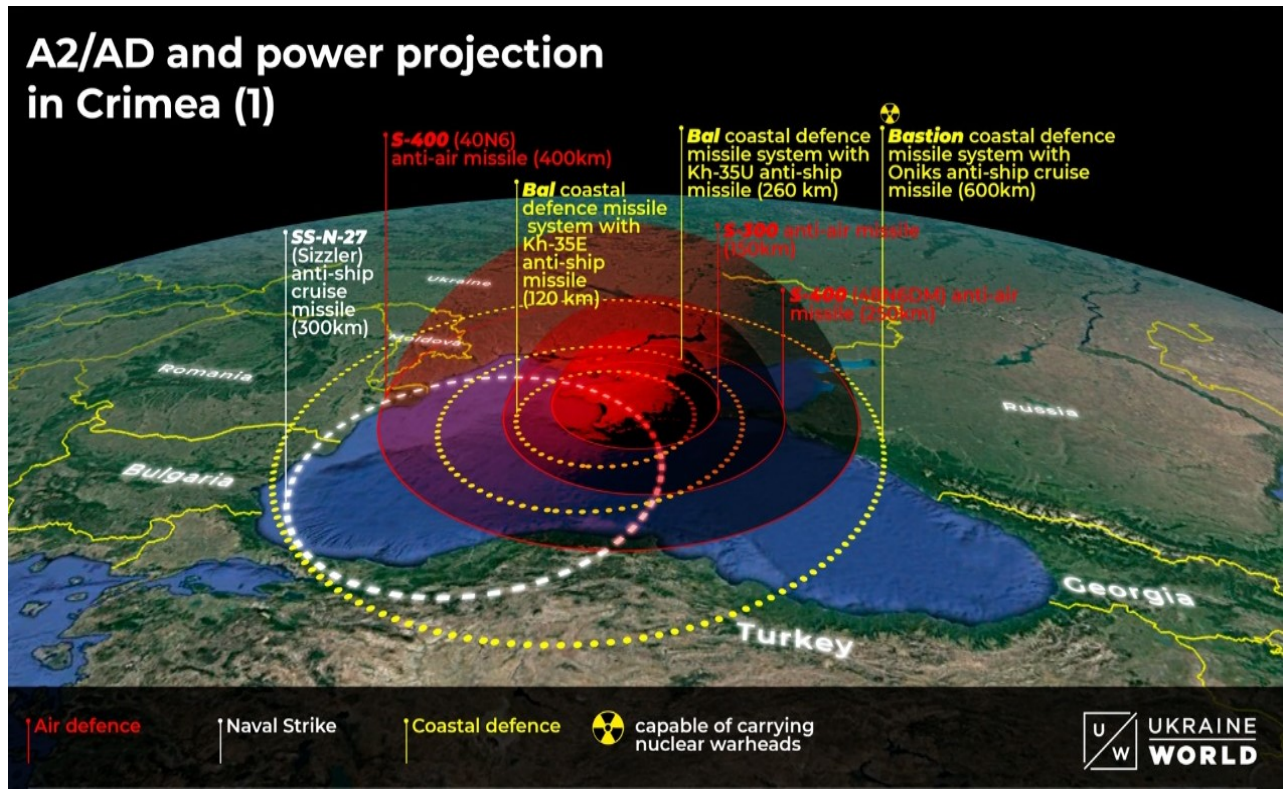 A2/AD and power projection
in Crimea (1)
S-400 (40N6)
anti-air missile (400km)
Bal coastal
defence missile
system with
Kh-35E
anti-ship
missile
(120 km)
Bal coastal defence
missile system with
Kh-35U anti-ship
missile (260 km)
Bastion coastal defence
missile system with
Oniks anti-ship cruise
missile (600km)
SS-N-27
(Sizzler)
anti-ship
cruise
missile
(300km)
S-300 anti-air missile
(150km)
S-400 (48N6DM) anti-air
missile (250km)
Ukraine
Moldova
Romania
Bulgaria
Russia
Georgia
Turkey
Air defence
Naval Strike
Coastal defence
capable of carrying
nuclear warheads
U
W
UKRAINE
WORLD